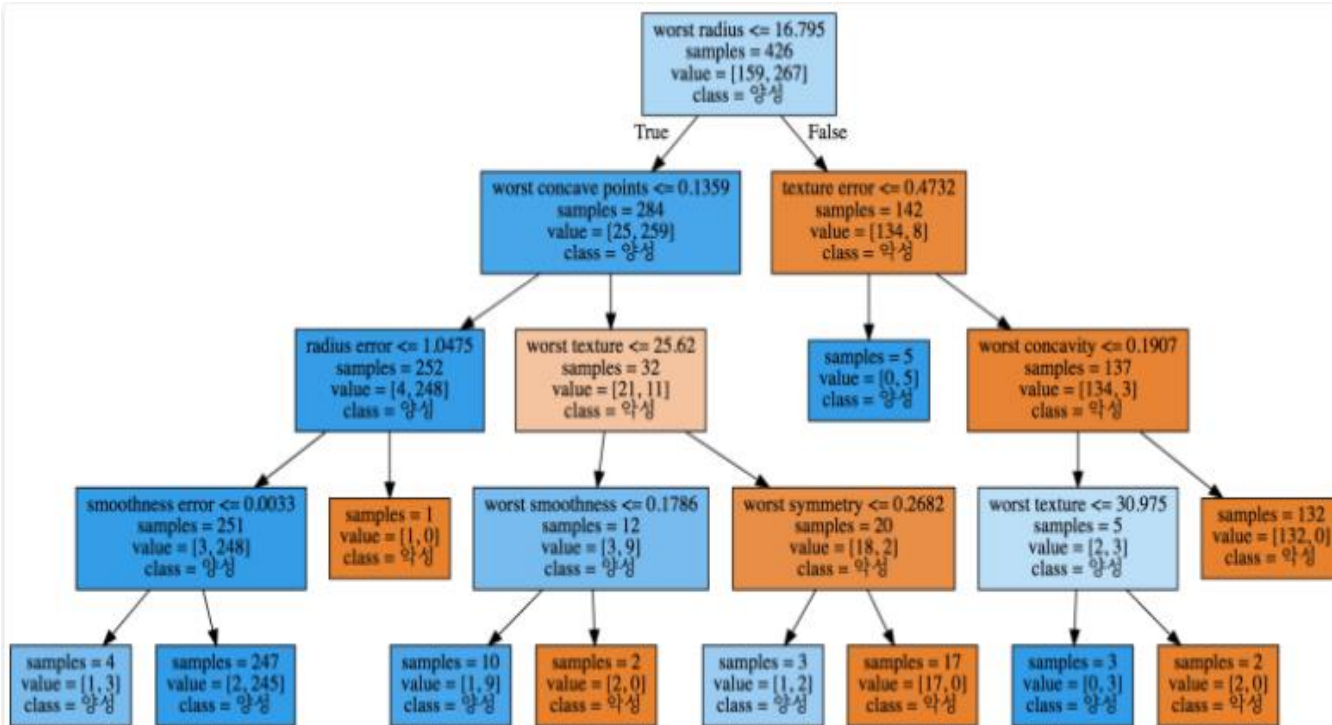 worst radius <= 16.795
samples = 426
value = [159, 267]
class = 양성
True
False
worst concave points <= 0.1359
samples = 284
value = [25, 259]
class = 양성
texture error <= 0.4732
samples = 142
value = [134, 8]
class = 악성
radius error <= 1.0475
samples = 252
value = [4, 248]
class = 양성
worst texture <= 25.62
samples = 32
value = [21, 11]
class = 악성
samples = 5
value = [0, 5]
class = 양성
worst concavity <= 0.1907
samples = 137
value = [134, 3]
class = 악성
smoothness error <= 0.0033
samples = 251
value = [3, 248]
class = 양성
samples = 1
value = [1, 0]
class = 악성
worst smoothness <= 0.1786
samples = 12
value = [3, 9]
class = 양성
worst symmetry <= 0.2682
samples = 20
value = [18, 2]
class = 악성
worst texture <= 30.975
samples = 5
value = [2, 3]
class = 양성
samples = 132
value = [132, 0]
class = 악성
samples = 4
value = [1, 3]
class = 양성
samples = 247
value = [2, 245]
class = 양성
samples = 10
value = [1, 9]
class = 양성
samples = 2
value = [2, 0]
class = 악성
samples = 3
value = [1, 2]
class = 양성
samples = 17
value = [17, 0]
class = 악성
samples = 3
value = [0, 3]
class = 양성
samples = 2
value = [2, 0]
class = 악성